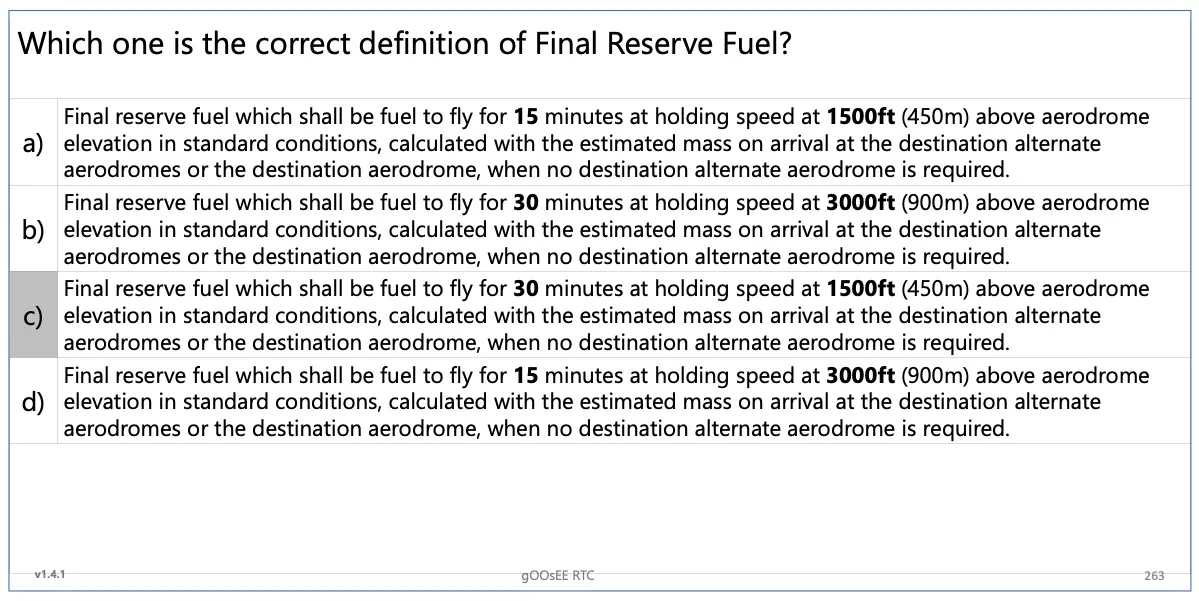 Which one is the correct definition of Final Reserve Fuel?
a)
Final reserve fuel which shall be fuel to fly for 15 minutes at holding speed at 1500ft (450m) above aerodrome
elevation in standard conditions, calculated with the estimated mass on arrival at the destination alternate
aerodromes or the destination aerodrome, when no destination alternate aerodrome is required.
b)
Final reserve fuel which shall be fuel to fly for 30 minutes at holding speed at 3000ft (900m) above aerodrome
elevation in standard conditions, calculated with the estimated mass on arrival at the destination alternate
aerodromes or the destination aerodrome, when no destination alternate aerodrome is required.
c)
Final reserve fuel which shall be fuel to fly for 30 minutes at holding speed at 1500ft (450m) above aerodrome
elevation in standard conditions, calculated with the estimated mass on arrival at the destination alternate
aerodromes or the destination aerodrome, when no destination alternate aerodrome is required.
d)
Final reserve fuel which shall be fuel to fly for 15 minutes at holding speed at 3000ft (900m) above aerodrome
elevation in standard conditions, calculated with the estimated mass on arrival at the destination alternate
aerodromes or the destination aerodrome, when no destination alternate aerodrome is required.
v1.4.1
gOOsEE RTC
263